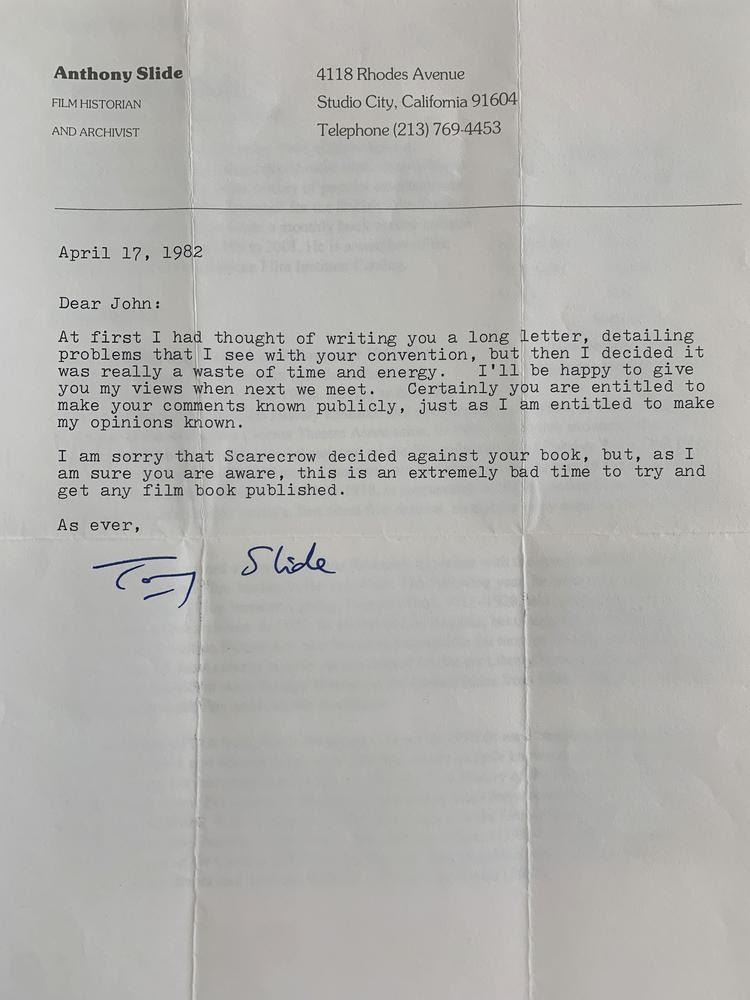 Anthony Slide
FILM HISTORIAN
AND ARCHIVIST
4118 Rhodes Avenue
Studio City, California 91604
Telephone (213) 769-4453
April 17, 1982
Dear John:
At first I had thought of writing you a long letter, detailing
problems that I see with your convention, but then I decided it
was really a waste of time and energy. I'll be happy to give
you my views when next we meet. Certainly you are entitled to
make your comments known publicly, just as I am entitled to make
my opinions known.
I am sorry that Scarecrow decided against your book, but, as I
am sure you are aware, this is an extremely bad time to try and
get any film book published.
As ever,
Tony Slide